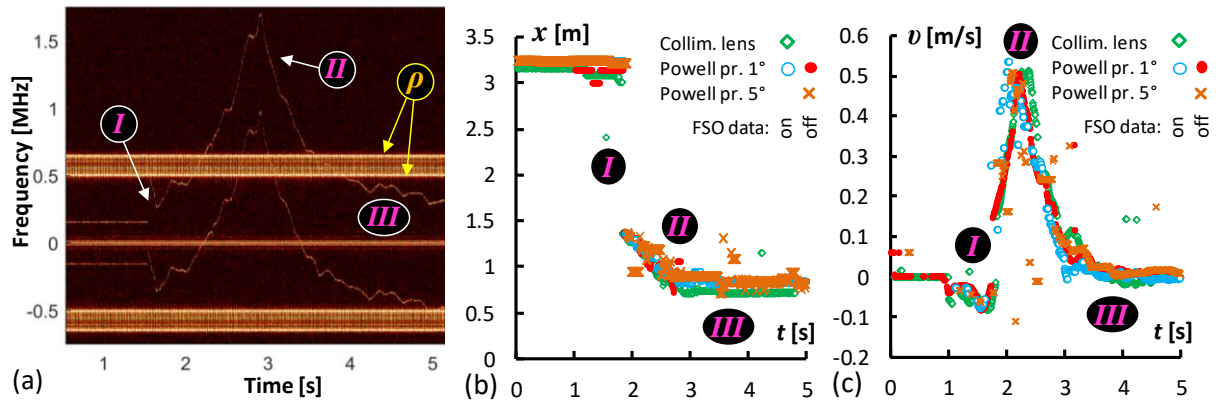 Frequency [MHz]
1.5
1
0.5
0
-0.5
I
II
ρ
III
1
2
3
4
5
Time [s]
(a)
(b)
x [m]
3.5
3
2.5
2
1.5
1
0.5
0
Collim. lens
Powell pr. 1°
Powell pr. 5°
FSO data:
on
off
I
II
III
t [s]
0
1
2
3
4
5
(c)
υ [m/s]
II
0.6
0.5
0.4
0.3
0.2
0.1
0
-0.1
-0.2
Collim. lens
Powell pr. 1°
Powell pr. 5°
FSO data:
on
off
I
III
t [s]
0
1
2
3
4
5